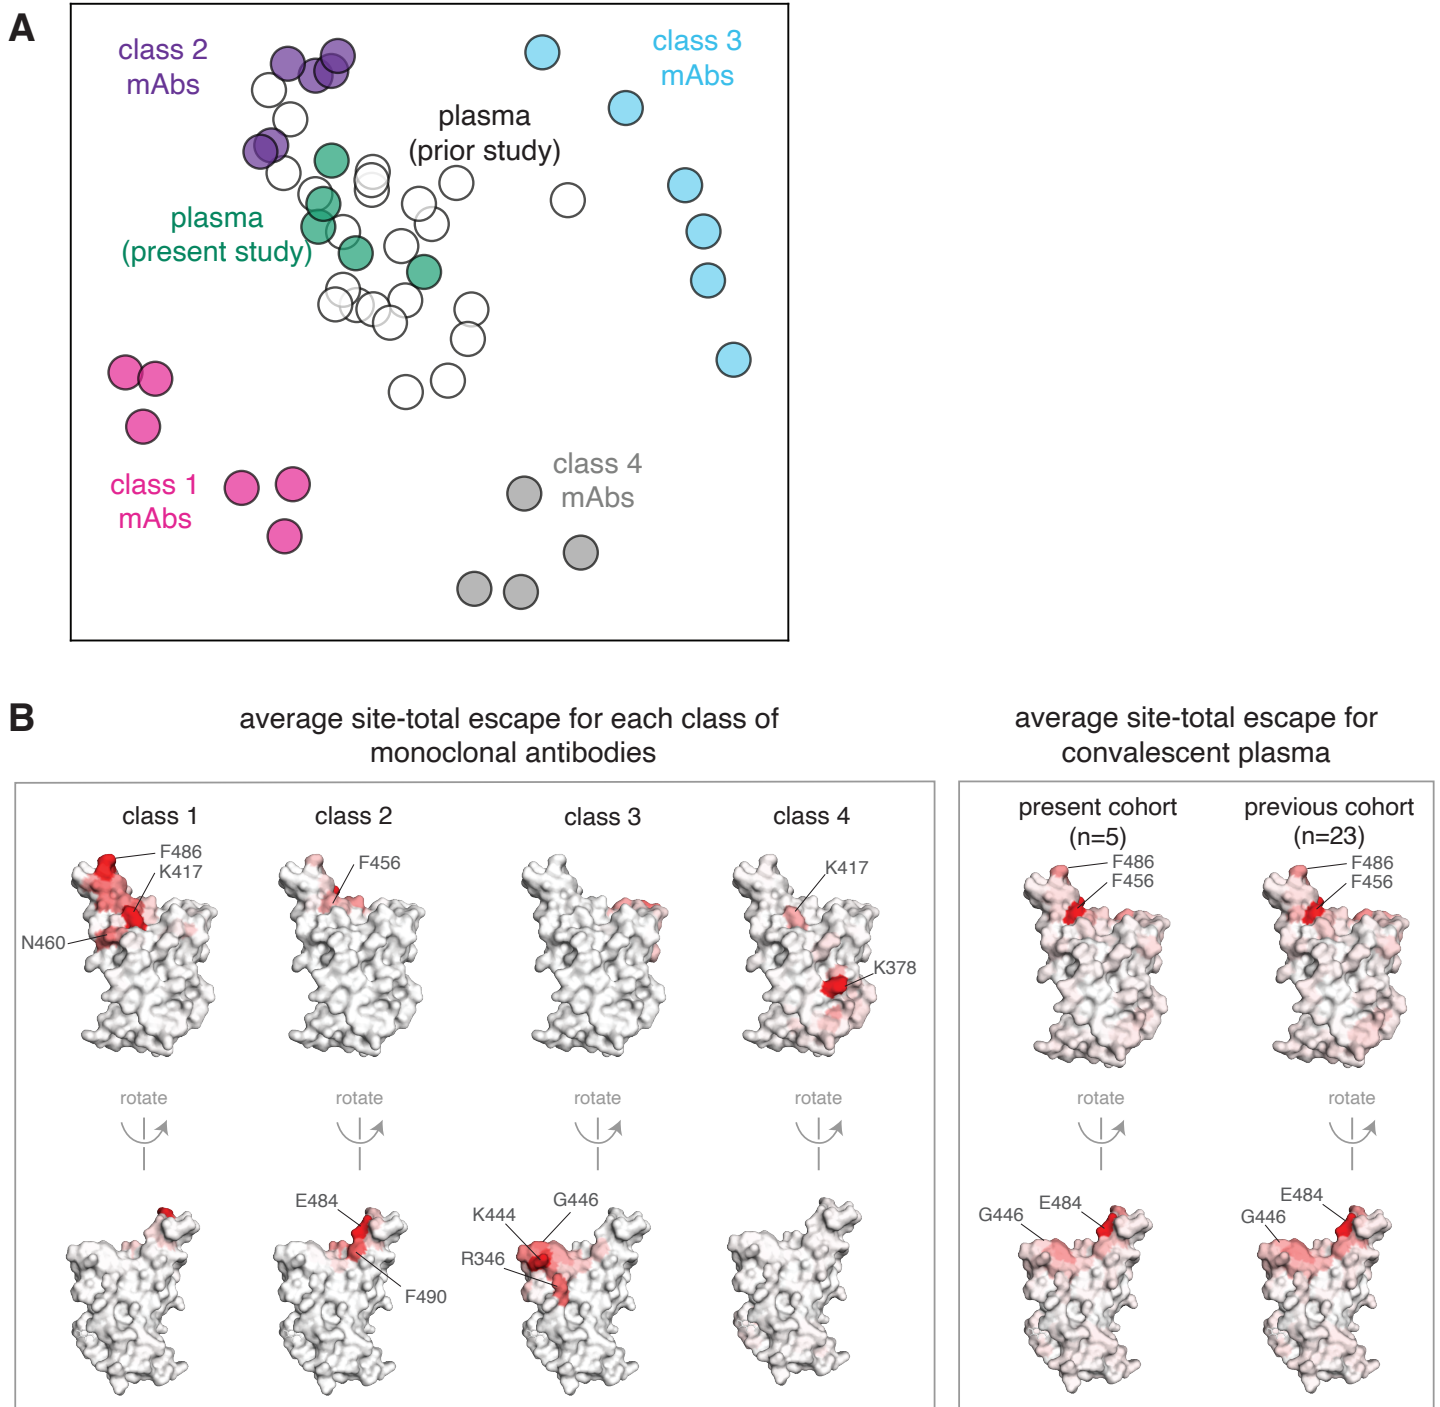 A
class 2
mAbs
class 3
mAbs
plasma
(prior study)
plasma
(present study)
class 1
mAbs
class 4
mAbs
B
average site-total escape for each class of
monoclonal antibodies
average site-total escape for
convalescent plasma
class 1
class 2
class 3
class 4
present cohort
(n=5)
previous cohort
(n=23)
F486
K417
N460
F456
K417
K378
F486
F456
F486
F456
rotate
rotate
rotate
rotate
rotate
rotate
E484
F490
K444
G446
R346
G446
E484
G446
E484